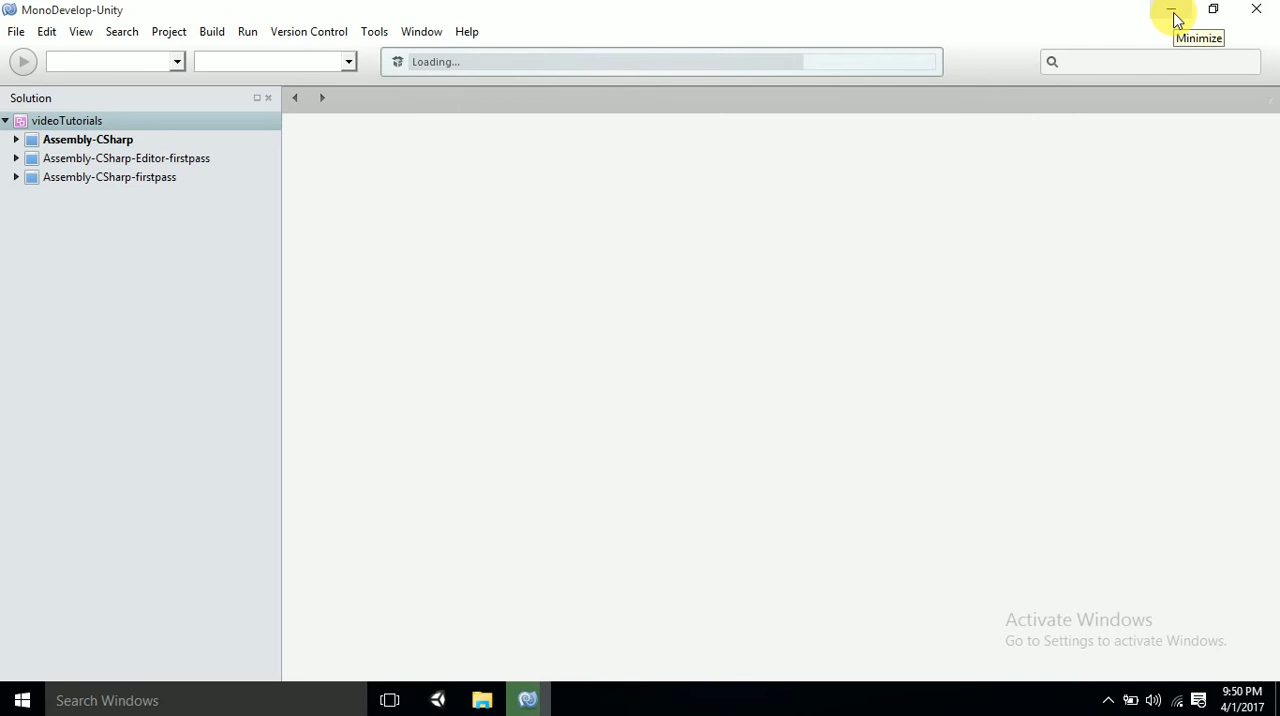 MonoDevelop-Unity
Minimize
File Edit View Search Project Build Run Version Control Tools Window Help
Loading...
Solution
videoTutorials
Assembly-CSharp
Assembly-CSharp-Editor-firstpass
Assembly-CSharp-firstpass
Activate Windows
Go to Settings to activate Windows.
Search Windows
9:50 PM
4/1/2017